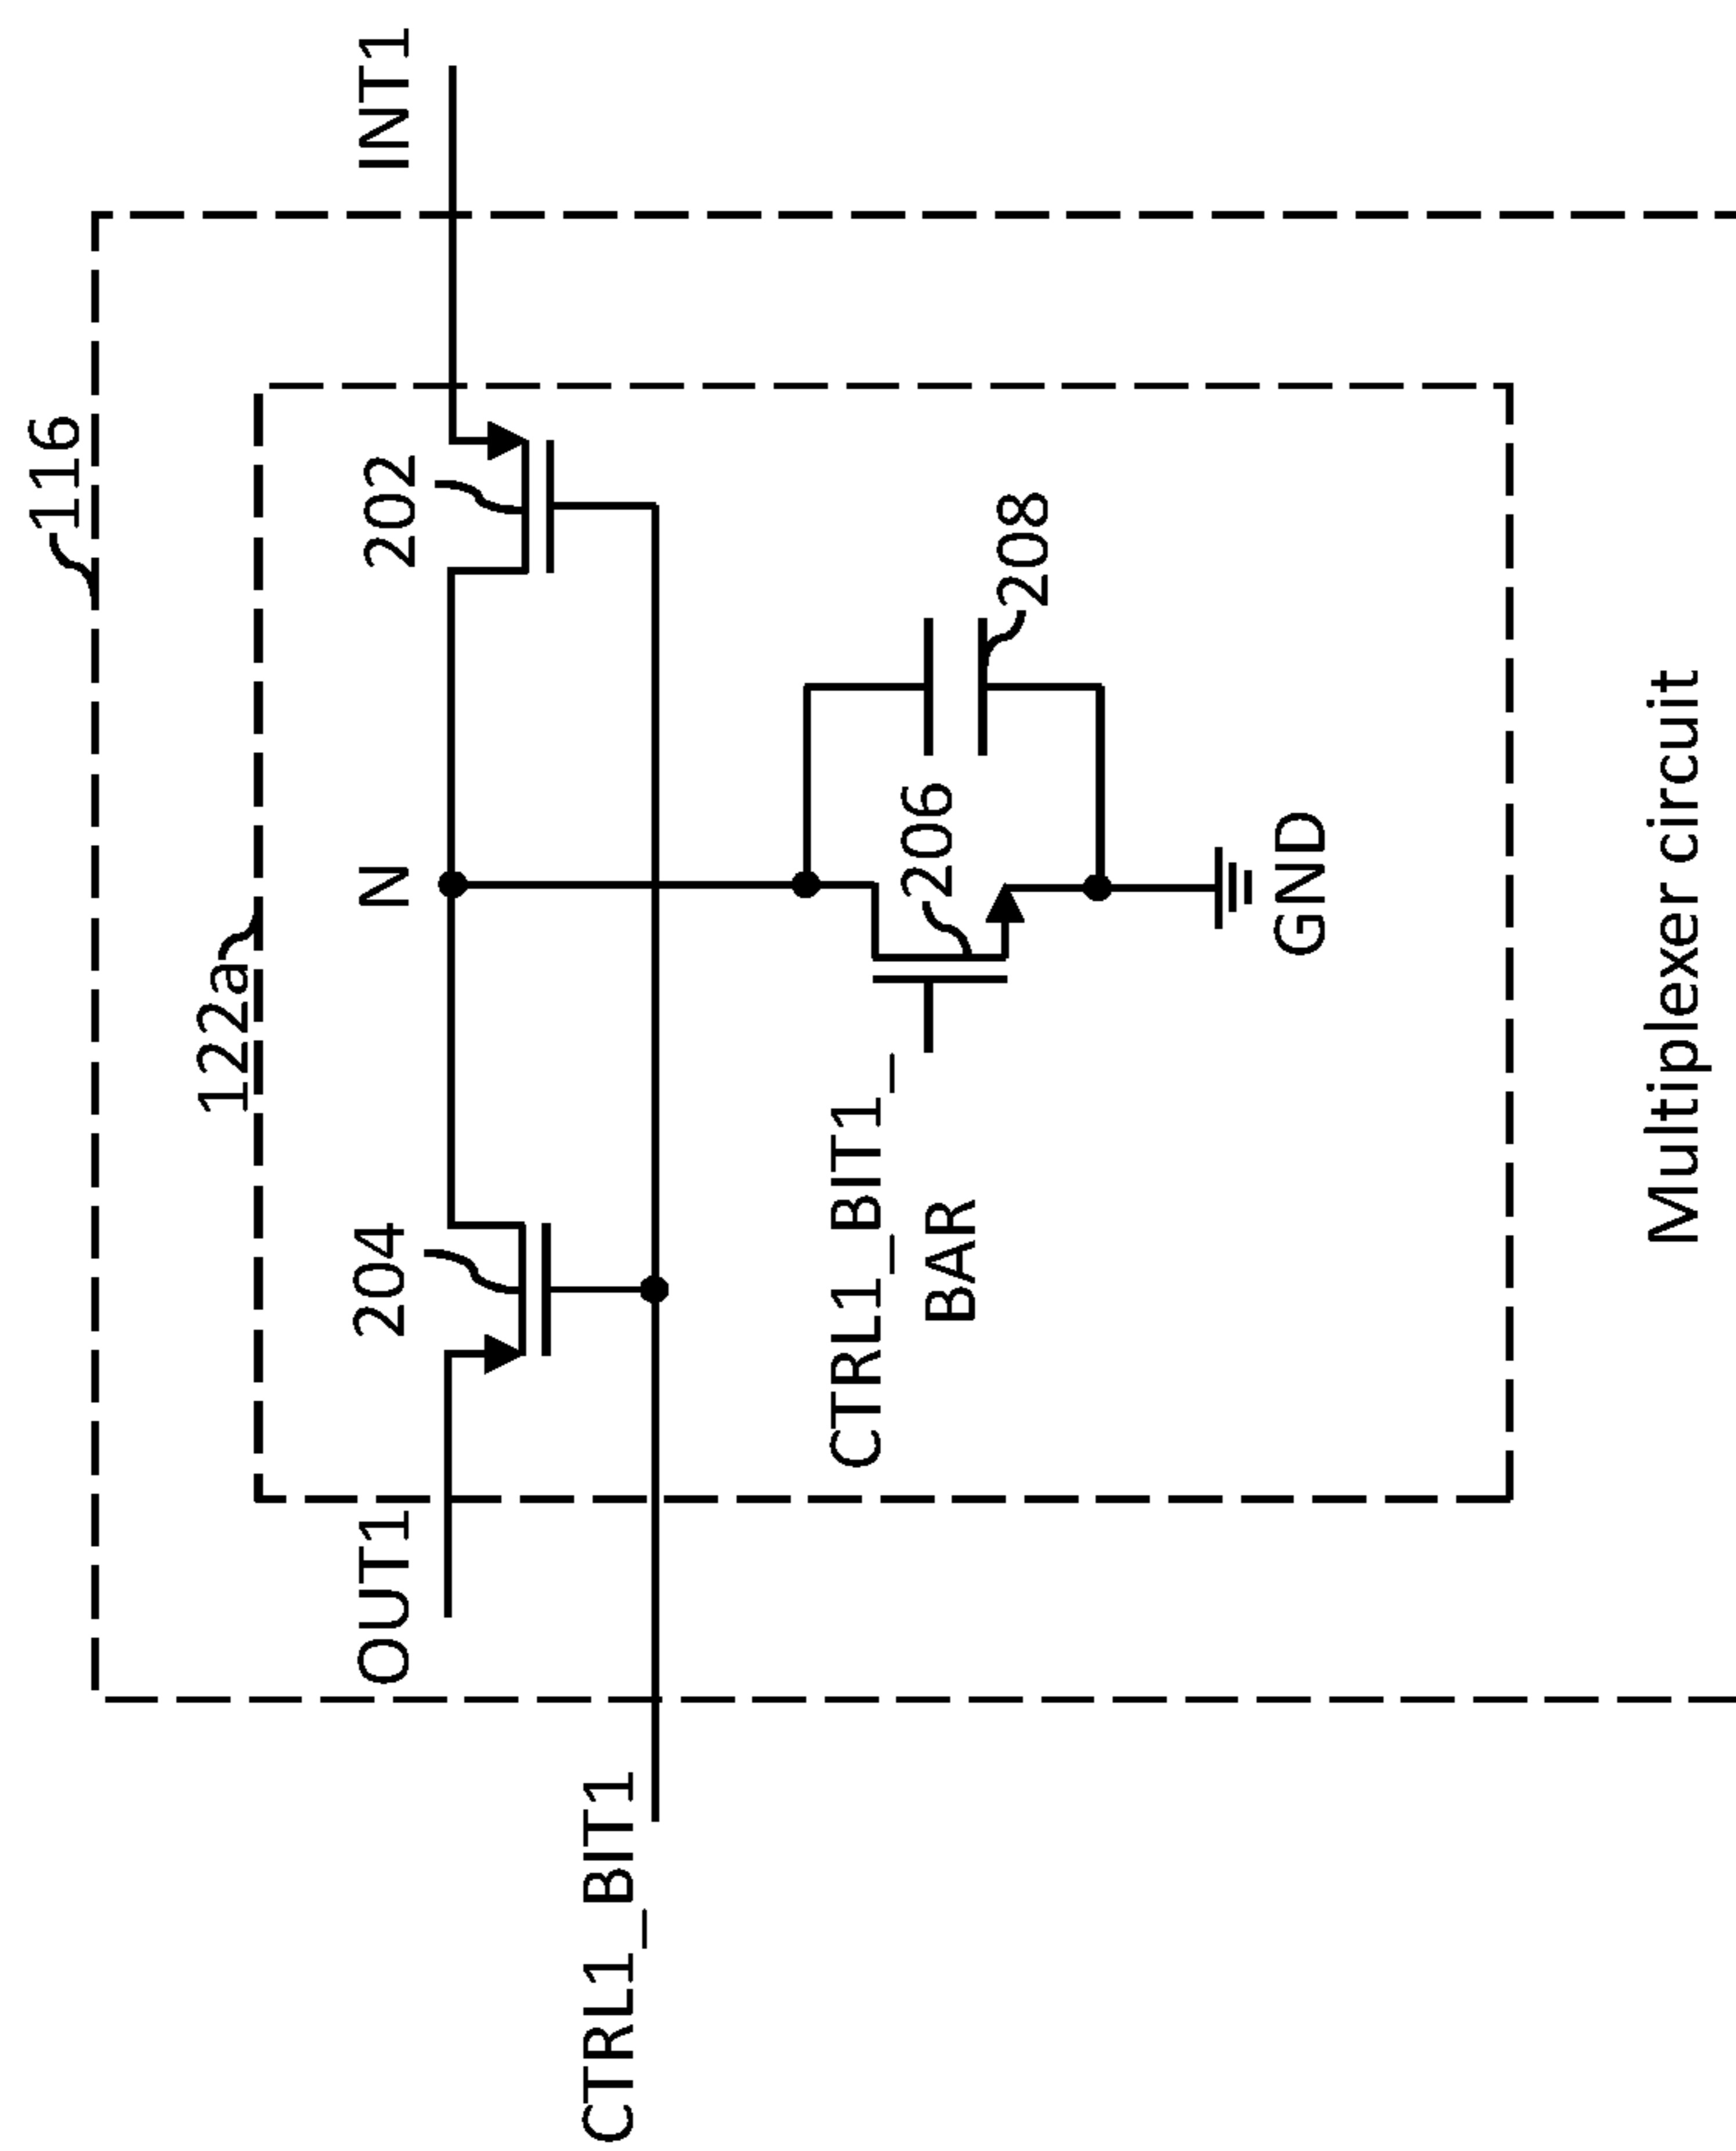 116
122a
OUT1
204
N
202
INT1
CTRL1_BIT1
CTRL1_BIT1_
BAR
206
208
GND
Multiplexer circuit